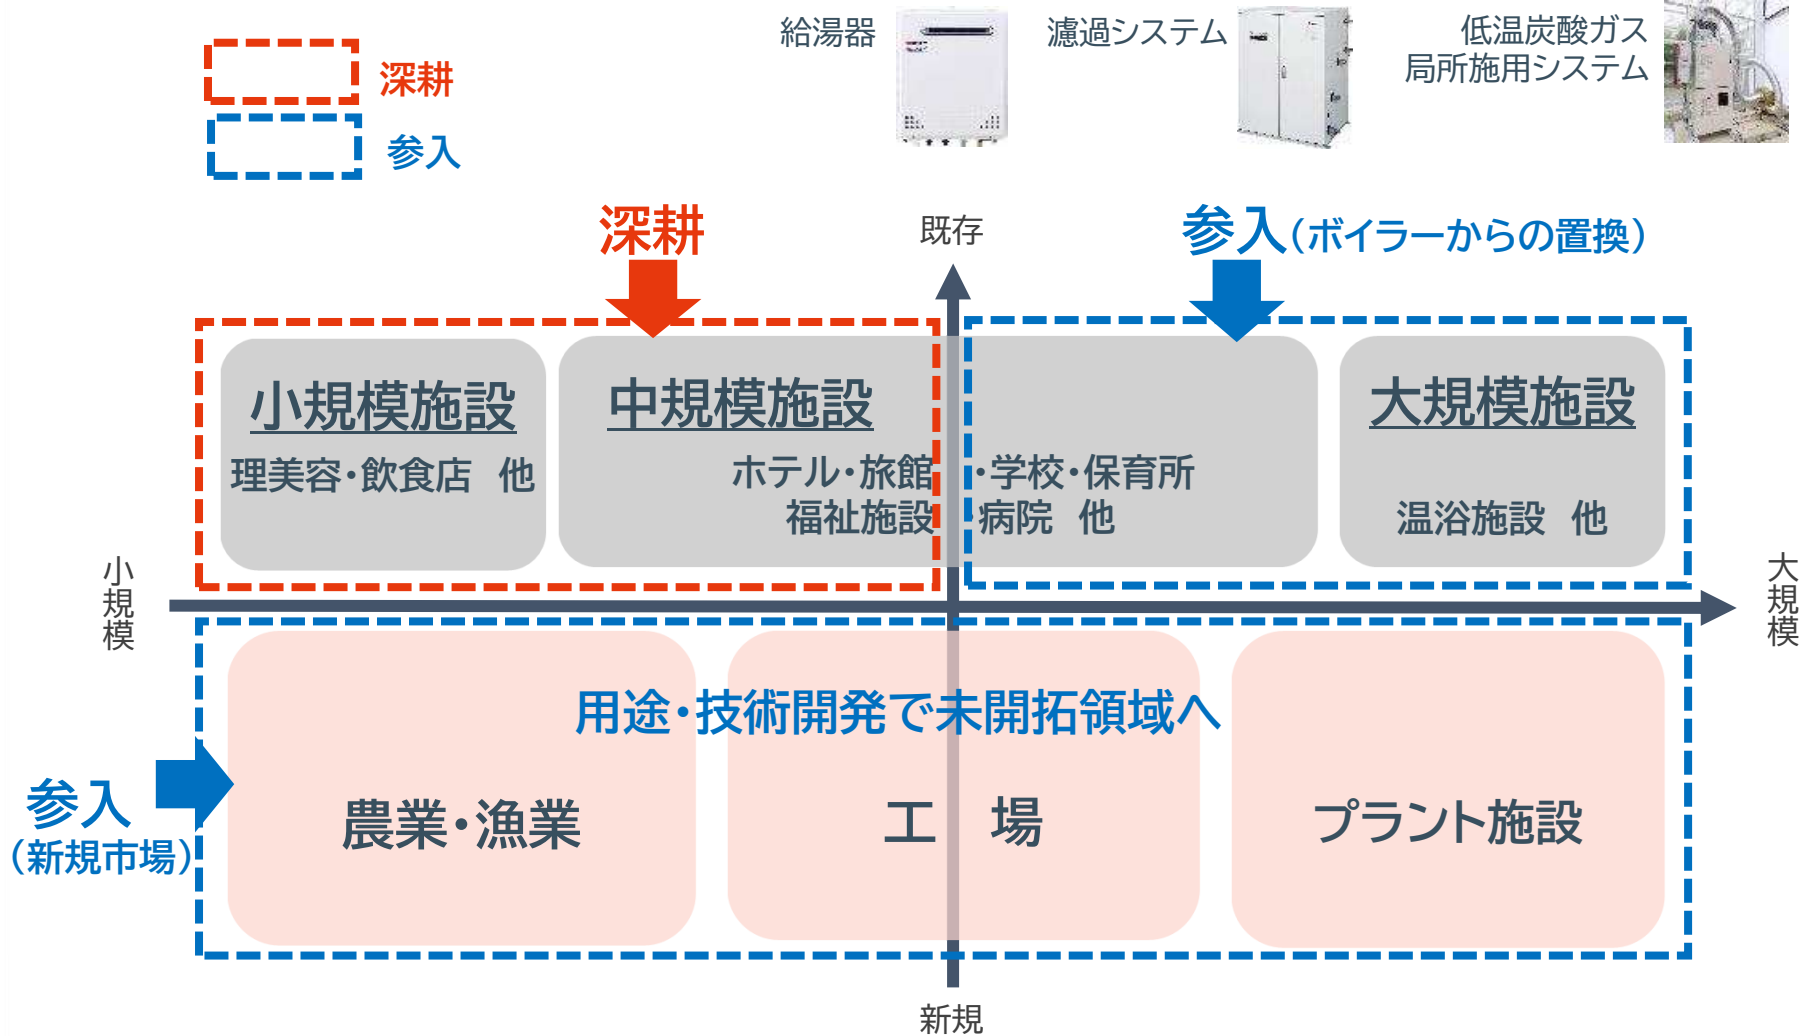 給湯器
濾過システム
低温炭酸ガス
局所施用システム
深耕
参入
深耕
既存
参入(ボイラーからの置換)
小規模施設
理美容・飲食店 他
中規模施設
ホテル・旅館・学校・保育所
福祉施設・病院 他
大規模施設
温浴施設 他
小規模
大規模
用途・技術開発で未開拓領域へ
参入
(新規市場)
農業・漁業
工 場
プラント施設
新規